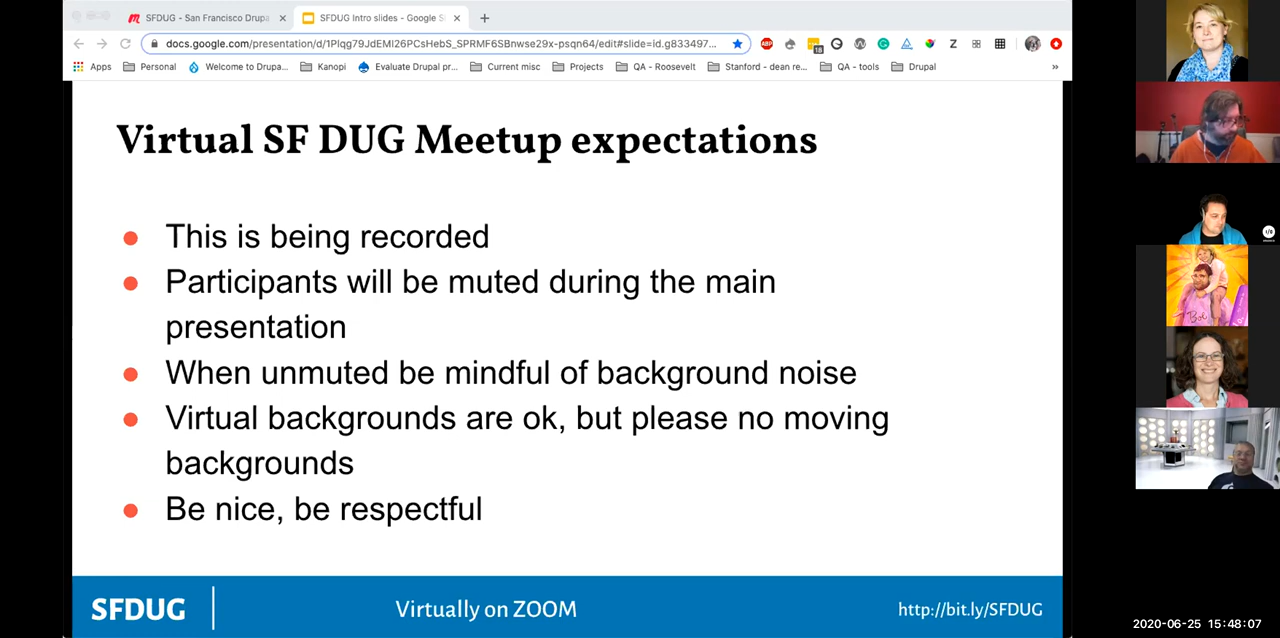 SFDUG - San Francisco Drupa
SFDUG Intro slides - Google S
docs.google.com/presentation/d/1Plqg79JdEMI26PCsHebS_SPRMF6SBnwse29x-psqn64/edit#slide=id.g833497...
ABP
18
Apps Personal Welcome to Drupa... Kanopi Evaluate Drupal pr... Current misc Projects QA - Roosevelt Stanford - dean re... QA - tools Drupal »
Virtual SF DUG Meetup expectations
This is being recorded
Participants will be muted during the main
presentation
When unmuted be mindful of background noise
Virtual backgrounds are ok, but please no moving
backgrounds
Be nice, be respectful
SFDUG
Virtually on ZOOM
http://bit.ly/SFDUG
2020-06-25 15:48:07